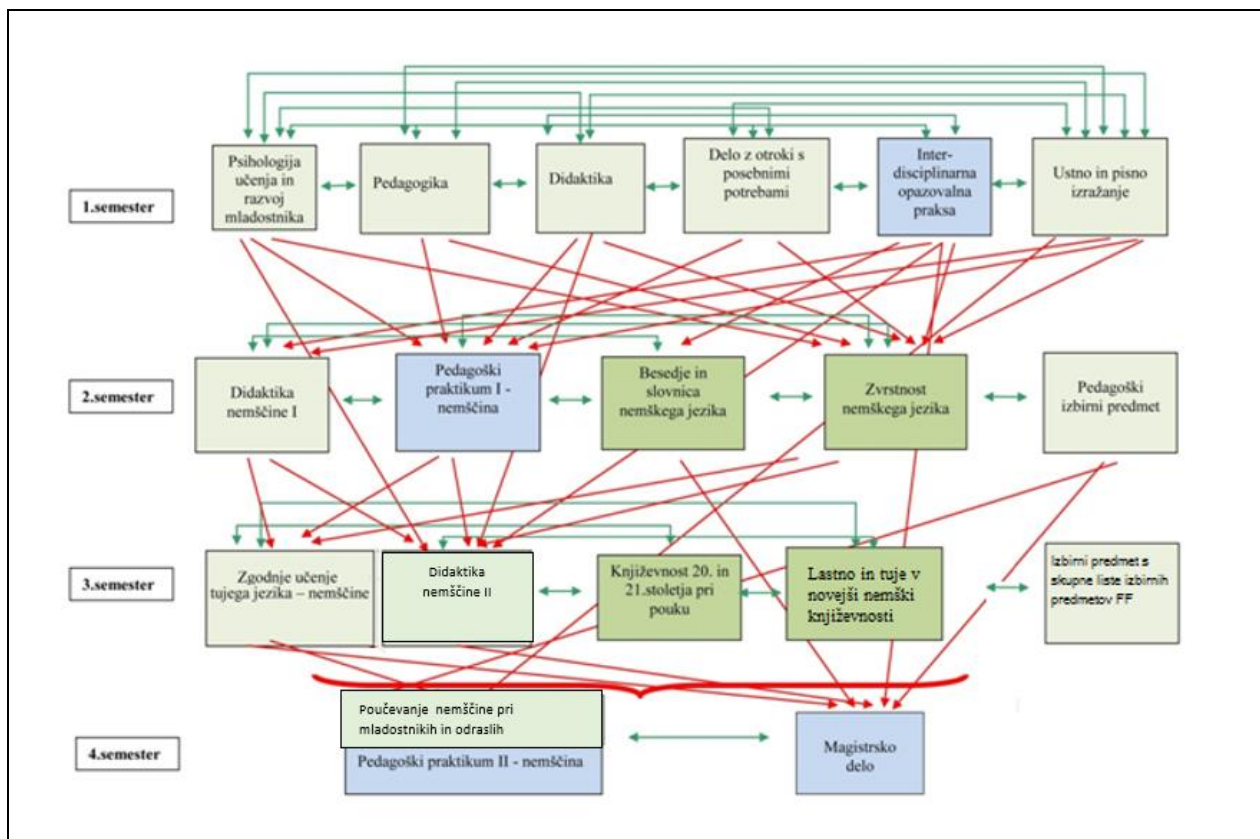 1.semester
Psihologija
učenja in
razvoj
mladostnika
Pedagogika
Didaktika
Delo z otroki s
posebnimi
potrebami
Inter-
disciplinarna
opazovalna
praksa
Ustno in pisno
izražanje
2.semester
Didaktika
nemščine I
Pedagoški
praktikum I -
nemščina
Besedje in
slovnica
nemškega jezika
Zvrstnost
nemškega jezika
Pedagoški
izbirni predmet
3.semester
Zgodnje učenje
tujega jezika – nemščine
Didaktika
nemščine II
Književnost 20. in
21.stoletja pri
pouku
Lastno in tuje v
novejši nemški
književnosti
Izbirni predmet s
skupne liste izbirnih
predmetov FF
4.semester
Poučevanje nemščine pri
mladostnikih in odraslih
Pedagoški praktikum II - nemščina
Magistrsko
delo